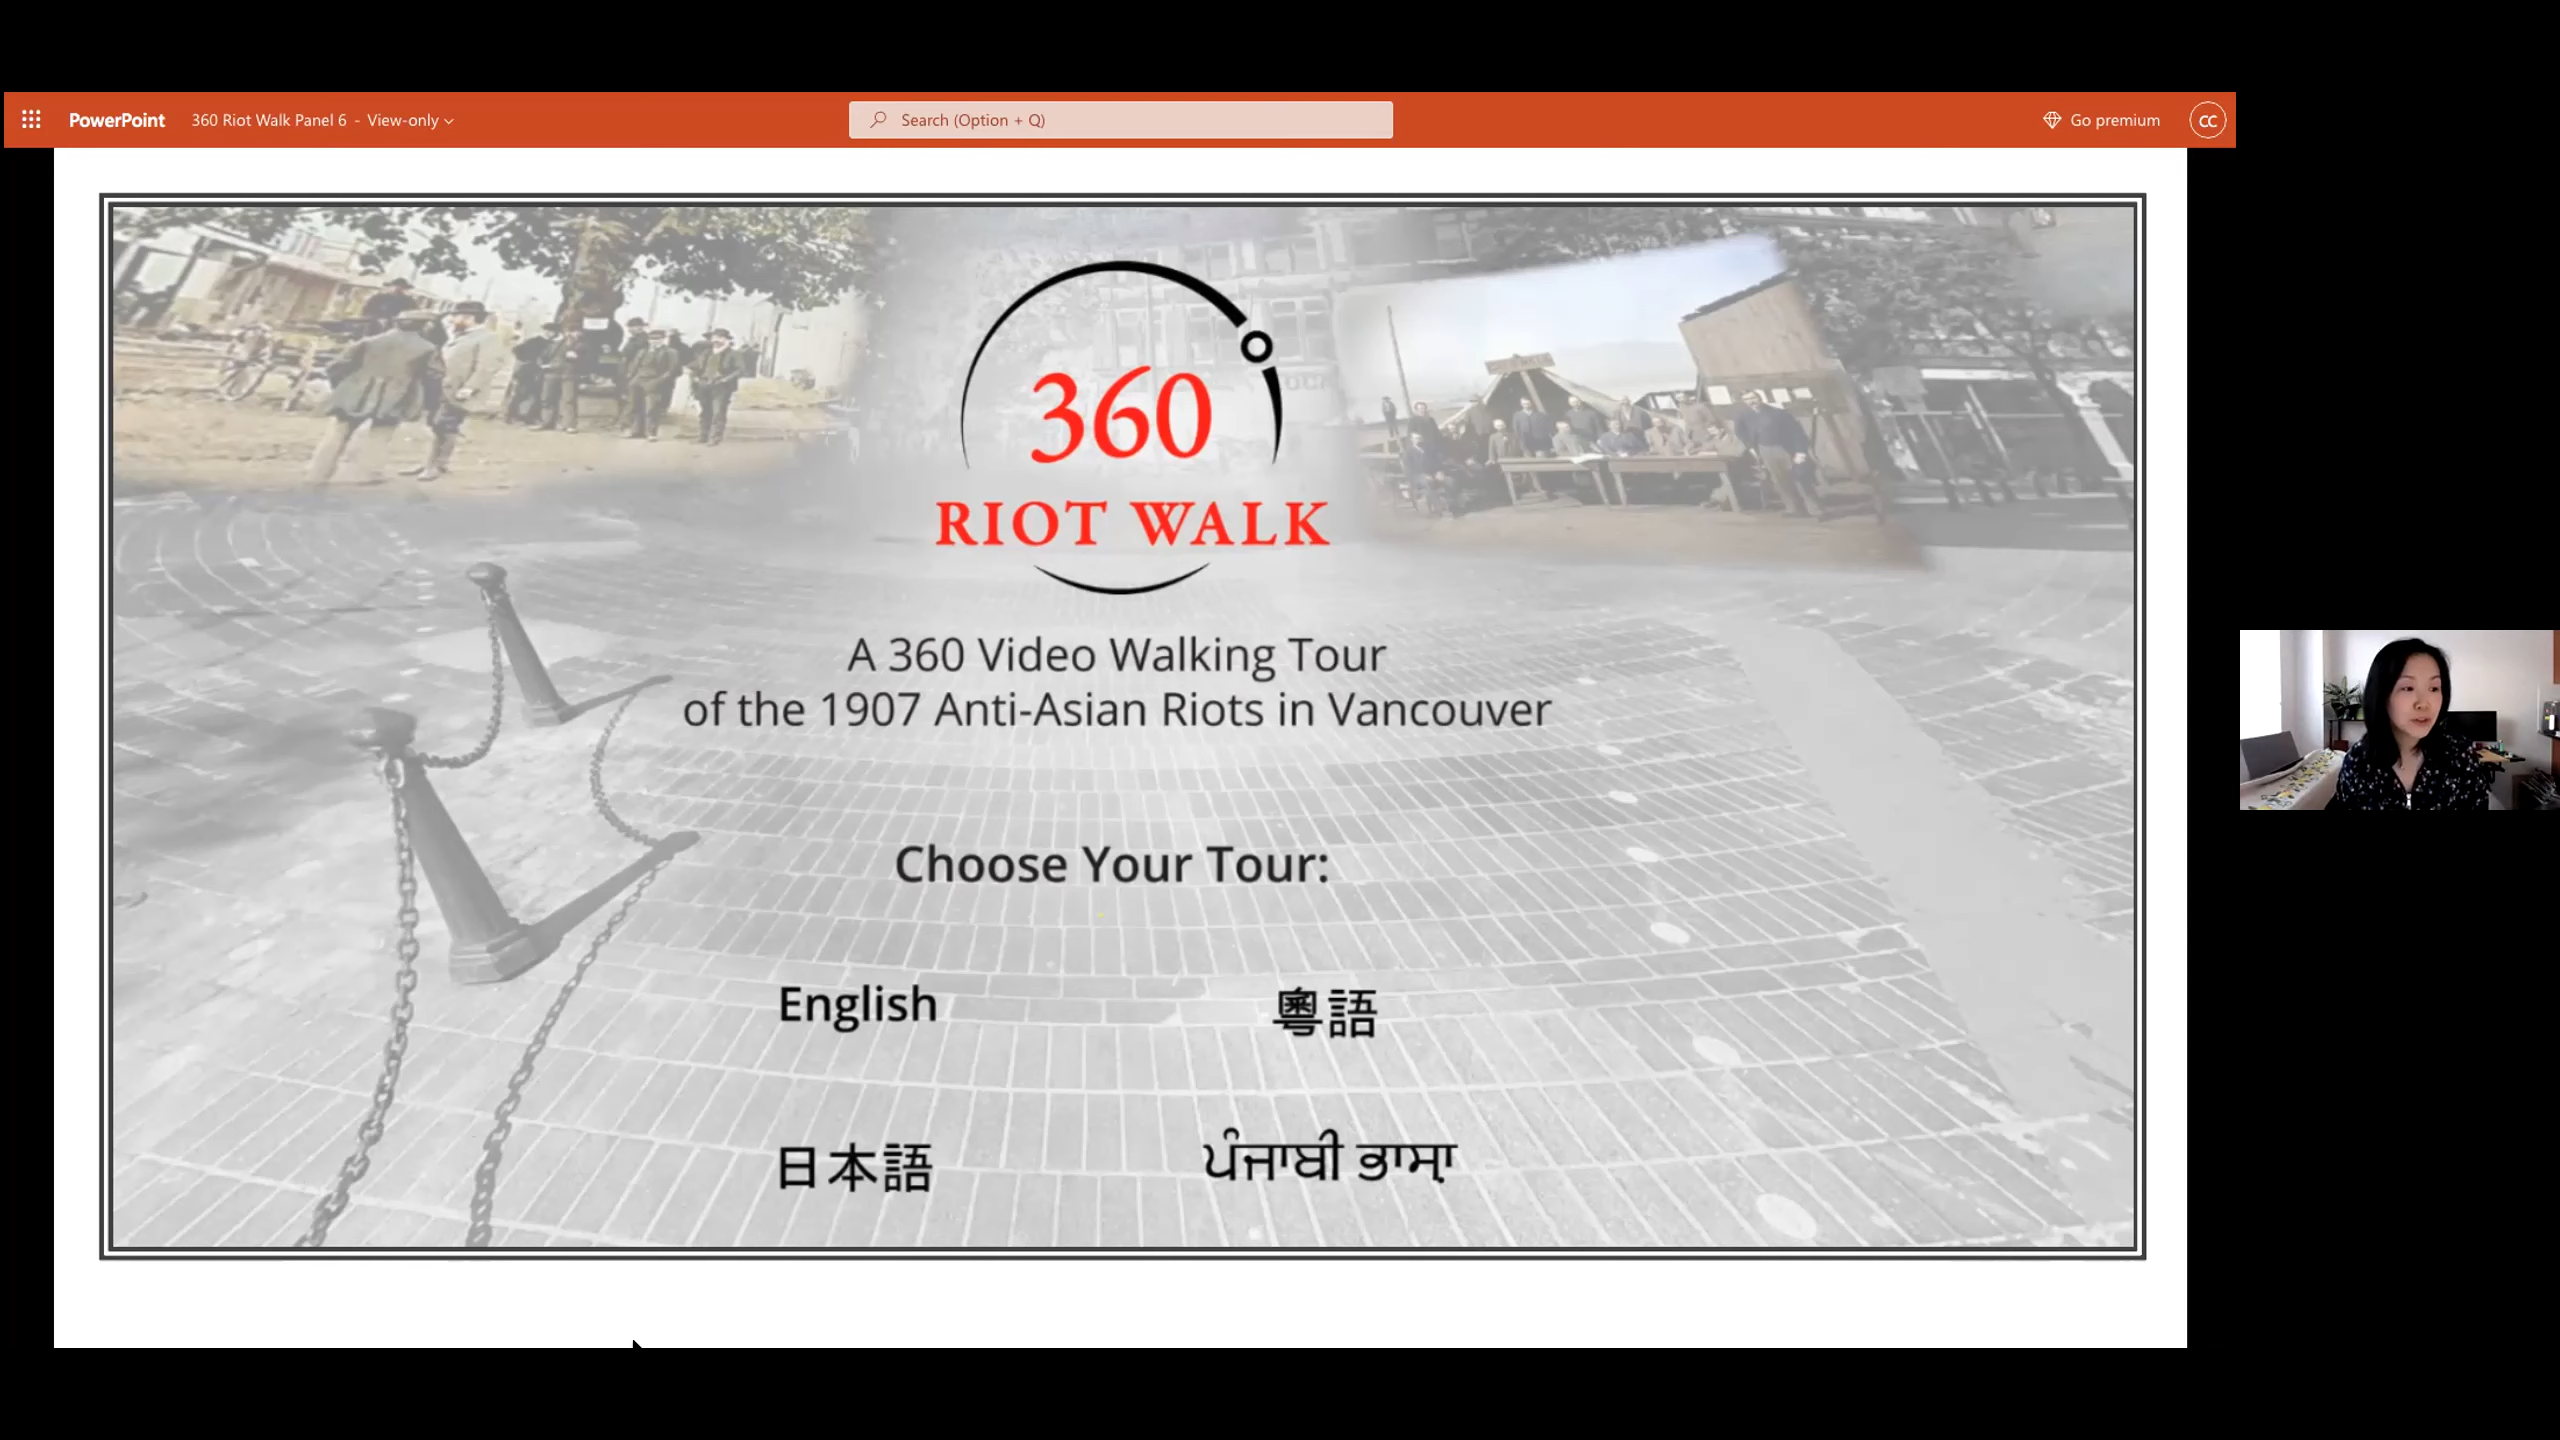 PowerPoint 360 Riot Walk Panel 6 - View-only Search (Option + Q) Go premium CC
360
RIOT WALK
A 360 Video Walking Tour
of the 1907 Anti-Asian Riots in Vancouver
Choose Your Tour:
English 粵語
日本語 ਪੰਜਾਬੀ ਭਾਸ਼ਾ